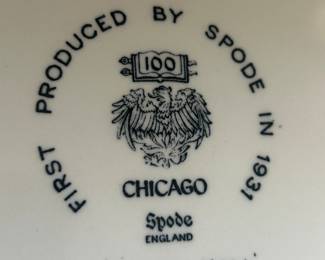 FIRST PRODUCED BY SPODE IN 1931
100
CHICAGO
Spode
ENGLAND